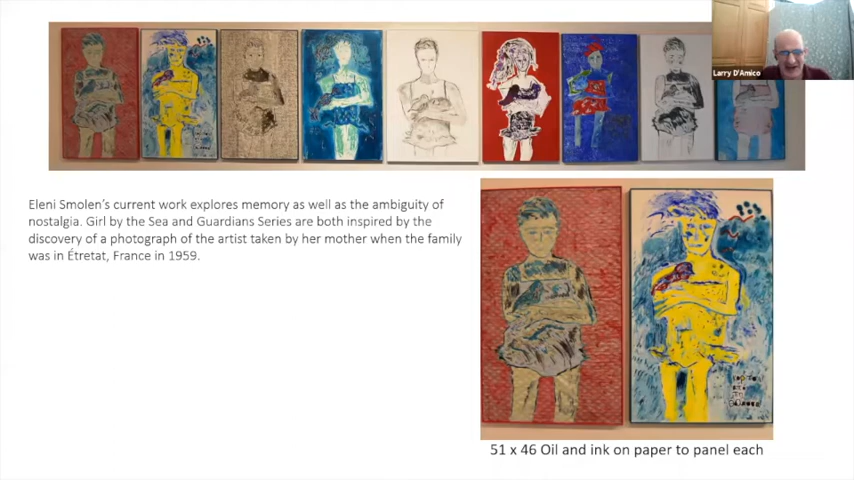 Larry D'Amico
Eleni Smolen's current work explores memory as well as the ambiguity of
nostalgia. Girl by the Sea and Guardians Series are both inspired by the
discovery of a photograph of the artist taken by her mother when the family
was in Étretat, France in 1959.
51 x 46 Oil and ink on paper to panel each